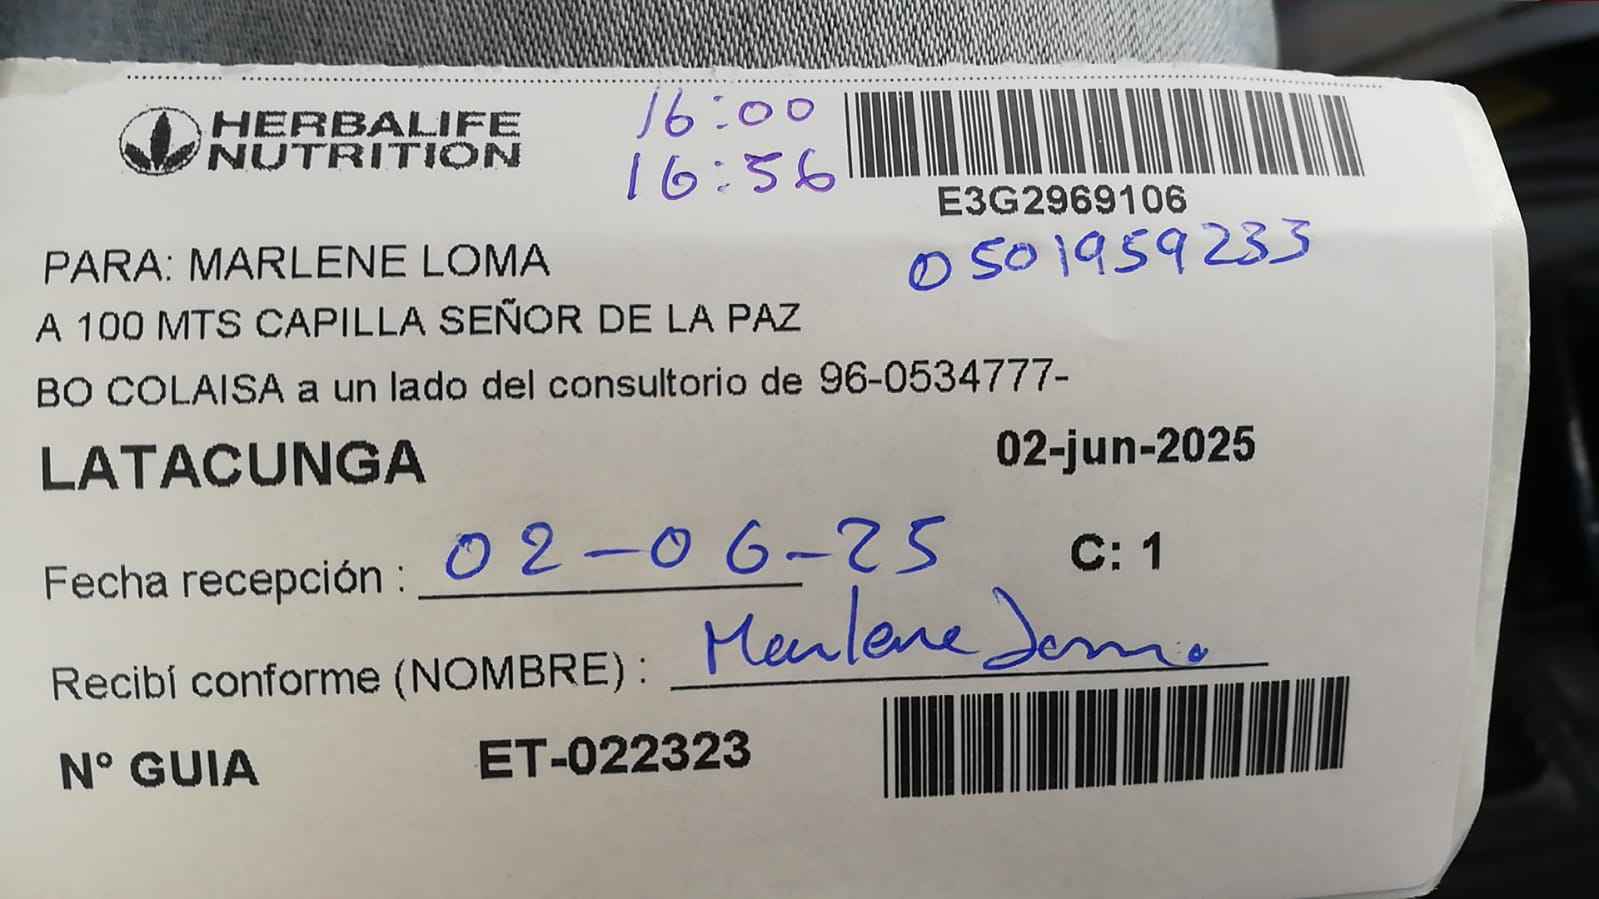 HERBALIFE
NUTRITION
16:00
16:56
E3G2969106
0501959233
PARA: MARLENE LOMA
A 100 MTS CAPILLA SEÑOR DE LA PAZ
BO COLAISA a un lado del consultorio de 96-0534777-
LATACUNGA
02-jun-2025
Fecha recepción : 02-06-25
C: 1
Recibí conforme (NOMBRE) : Marlene Loma
Nº GUIA ET-022323